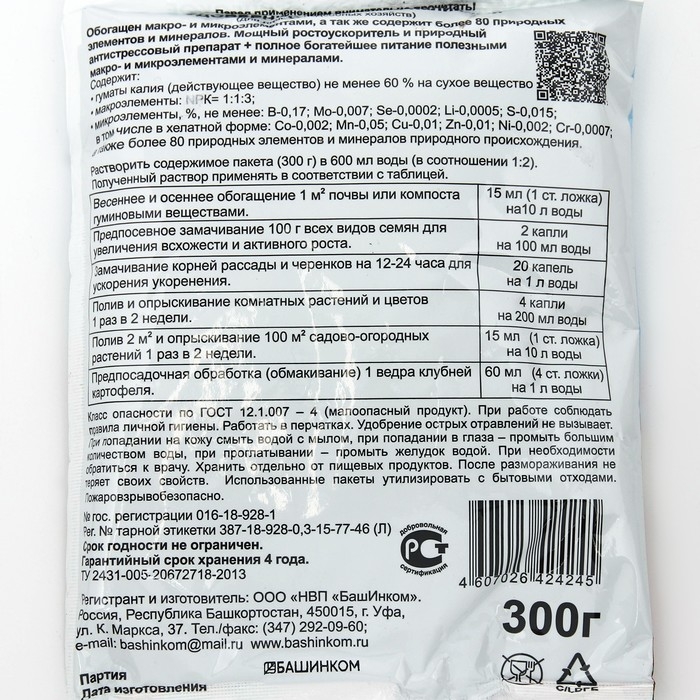 Перед применением внимательно прочитать!
хозяйствах)
Обогащен макро- и микроэлементами, а так же содержит более 80 природных
элементов и минералов. Мощный ростоускоритель и природный
антистрессовый препарат + полное богатейшее питание полезными
макро- и микроэлементами и минералами.
Содержит:
• гуматы калия (действующее вещество) не менее 60 % на сухое вещество
• макроэлементы: NPK= 1:1:3;
• микроэлементы, %, не менее: B-0,17; Mo-0,007; Se-0,0002; Li-0,0005; S-0,015;
в том числе в хелатной форме: Co-0,002; Mn-0,05; Cu-0,01; Zn-0,01; Ni-0,002; Cr-0,0007;
а также более 80 природных элементов и минералов природного происхождения.
Растворить содержимое пакета (300 г) в 600 мл воды (в соотношении 1:2).
Полученный раствор применять в соответствии с таблицей.
Весеннее и осеннее обогащение 1 м² почвы или компоста 15 мл (1 ст. ложка)
гуминовыми веществами. на10 л воды
Предпосевное замачивание 100 г всех видов семян для 2 капли
увеличения всхожести и активного роста. на 100 мл воды
Замачивание корней рассады и черенков на 12-24 часа для 20 капель
ускорения укоренения. на 1 л воды
Полив и опрыскивание комнатных растений и цветов 4 капли
1 раз в 2 недели. на 200 мл воды
Полив 2 м² и опрыскивание 100 м² садово-огородных 15 мл (1 ст. ложка)
растений 1 раз в 2 недели. на 10 л воды
Предпосадочная обработка (обмакивание) 1 ведра клубней 60 мл (4 ст. ложки)
картофеля. на 1 л воды
Класс опасности по ГОСТ 12.1.007 – 4 (малоопасный продукт). При работе соблюдать
правила личной гигиены. Работать в перчатках. Удобрение острых отравлений не вызывает.
При попадании на кожу смыть водой с мылом, при попадании в глаза – промыть большим
количеством воды, при проглатывании – промыть желудок водой. При необходимости
обратиться к врачу. Хранить отдельно от пищевых продуктов. После размораживания не
теряет своих свойств. Использованные пакеты утилизировать с бытовыми отходами.
Пожаровзрывобезопасно.
№ гос. регистрации 016-18-928-1
Рег. № тарной этикетки 387-18-928-0,3-15-77-46 (Л)
Срок годности не ограничен.
Гарантийный срок хранения 4 года.
ТУ 2431-005-20672718-2013
добровольная
РСТ
сертификация
4 607026 424245
Регистрант и изготовитель: ООО «НВП «БашИнком».
Россия, Республика Башкортостан, 450015, г. Уфа,
ул. К. Маркса, 37. Тел./факс: (347) 292-09-60;
e-mail: bashinkom@mail.ru www.bashinkom.ru
300г
БАШИНКОМ
Партия
Дата изготовления